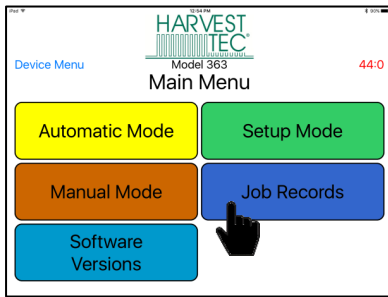 iPad 12:54 PM 90%
HARVEST
TEC
Device Menu Model 363 44:0
Main Menu
Automatic Mode Setup Mode
Manual Mode Job Records
Software
Versions